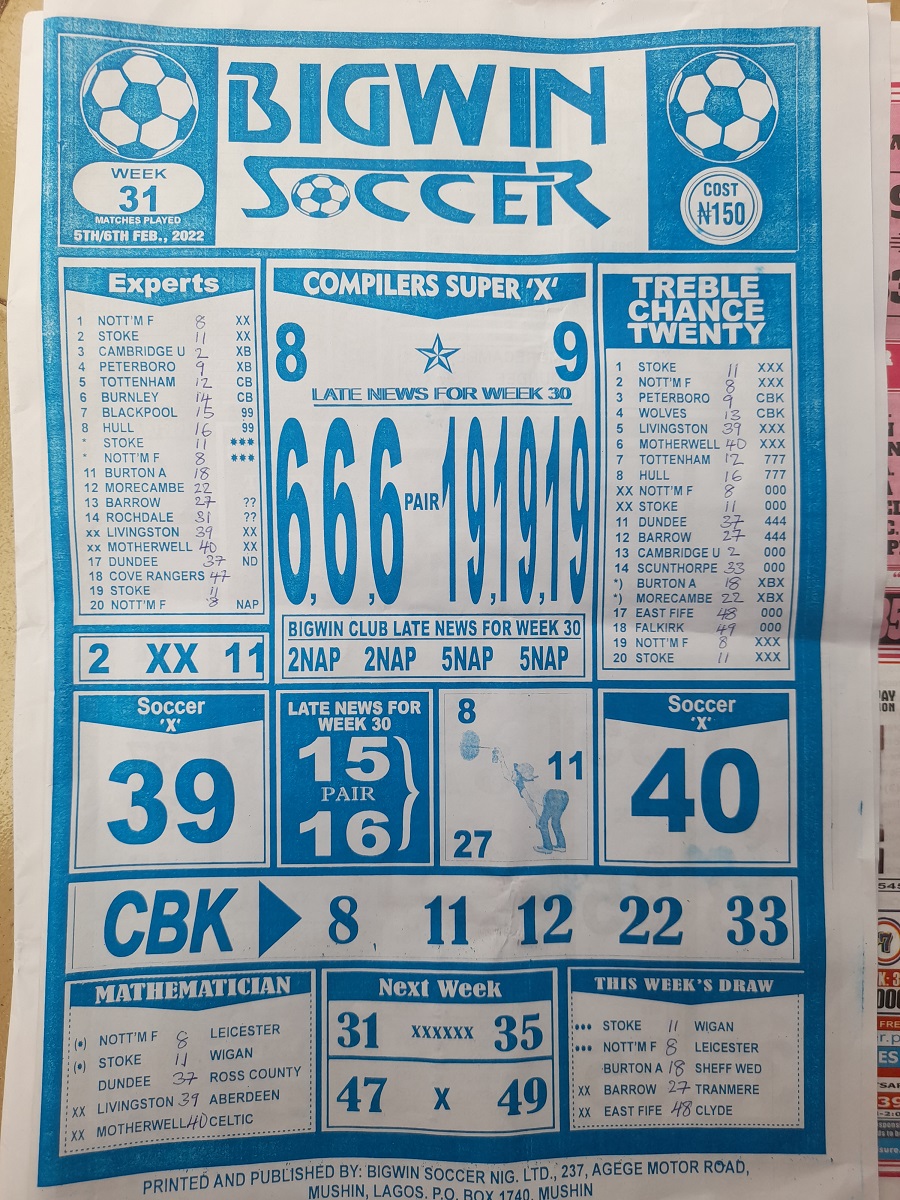 BIGWIN
SOCCER
WEEK
31
MATCHES PLAYED
5TH/6TH FEB., 2022
COST
₦150
Experts
1 NOTT'M F 8 XX
2 STOKE 11 XX
3 CAMBRIDGE U 2 XB
4 PETERBORO 9 XB
5 TOTTENHAM 12 CB
6 BURNLEY 14 CB
7 BLACKPOOL 15 99
8 HULL 16 99
* STOKE 11 ***
* NOTT'M F 8 ***
11 BURTON A 18
12 MORECAMBE 22
13 BARROW 27 ??
14 ROCHDALE 31 ??
xx LIVINGSTON 39 XX
xx MOTHERWELL 40 XX
17 DUNDEE 37 ND
18 COVE RANGERS 47
19 STOKE 11
20 NOTT'M F 8 NAP
2 XX 11
COMPILERS SUPER 'X'
8 9
LATE NEWS FOR WEEK 30
6,6,6 PAIR 19,19,19
BIGWIN CLUB LATE NEWS FOR WEEK 30
2NAP 2NAP 5NAP 5NAP
TREBLE
CHANCE
TWENTY
1 STOKE 11 XXX
2 NOTT'M F 8 XXX
3 PETERBORO 9 CBK
4 WOLVES 13 CBK
5 LIVINGSTON 39 XXX
6 MOTHERWELL 40 XXX
7 TOTTENHAM 12 777
8 HULL 16 777
XX NOTT'M F 8 000
XX STOKE 11 000
11 DUNDEE 37 444
12 BARROW 27 444
13 CAMBRIDGE U 2 000
14 SCUNTHORPE 33 000
*) BURTON A 18 XBX
*) MORECAMBE 22 XBX
17 EAST FIFE 48 000
18 FALKIRK 49 000
19 NOTT'M F 8 XXX
20 STOKE 11 XXX
Soccer
'X'
39
LATE NEWS FOR
WEEK 30
15
PAIR
16
8
11
27
Soccer
'X'
40
CBK 8 11 12 22 33
MATHEMATICIAN
(•) NOTT'M F 8 LEICESTER
(•) STOKE 11 WIGAN
DUNDEE 37 ROSS COUNTY
XX LIVINGSTON 39 ABERDEEN
XX MOTHERWELL 40 CELTIC
Next Week
31 xxxxxx 35
47 X 49
THIS WEEK'S DRAW
••• STOKE 11 WIGAN
••• NOTT'M F 8 LEICESTER
BURTON A 18 SHEFF WED
XX BARROW 27 TRANMERE
XX EAST FIFE 48 CLYDE
PRINTED AND PUBLISHED BY: BIGWIN SOCCER NIG. LTD., 237, AGEGE MOTOR ROAD,
MUSHIN, LAGOS. P.O. BOX 1740, MUSHIN